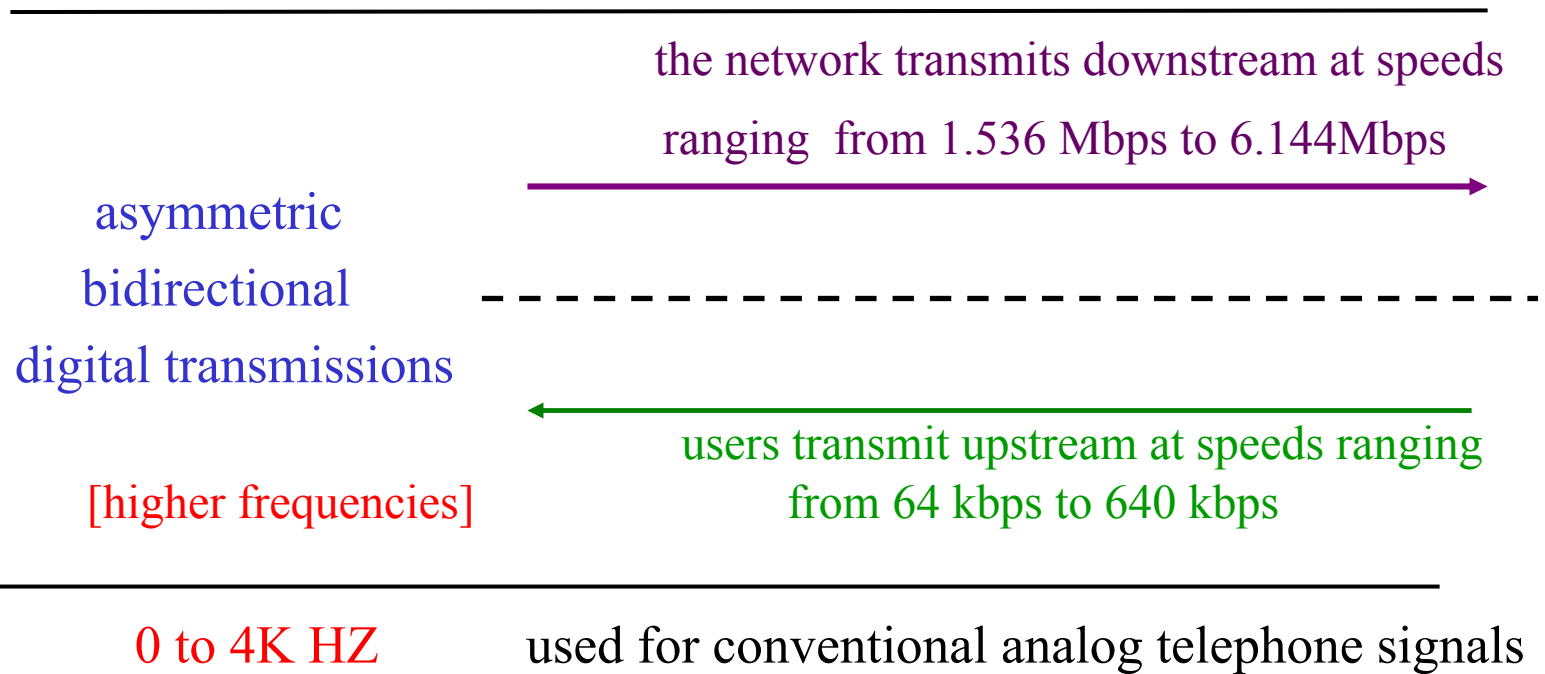 the network transmits downstream at speeds
ranging from 1.536 Mbps to 6.144Mbps
asymmetric
bidirectional
digital transmissions
users transmit upstream at speeds ranging
from 64 kbps to 640 kbps
[higher frequencies]
0 to 4K HZ used for conventional analog telephone signals